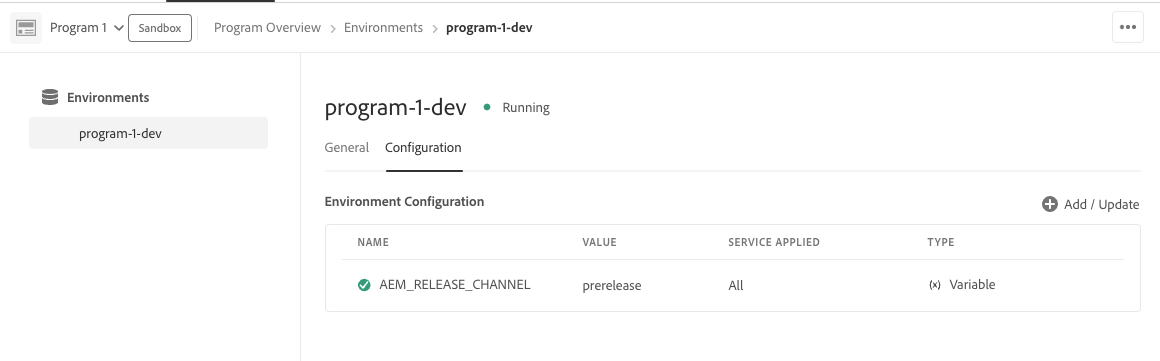 Program 1 Sandbox Program Overview Environments program-1-dev
Environments
program-1-dev
program-1-dev Running
General Configuration
Environment Configuration
Add / Update
NAME VALUE SERVICE APPLIED TYPE
AEM_RELEASE_CHANNEL prerelease All (x) Variable